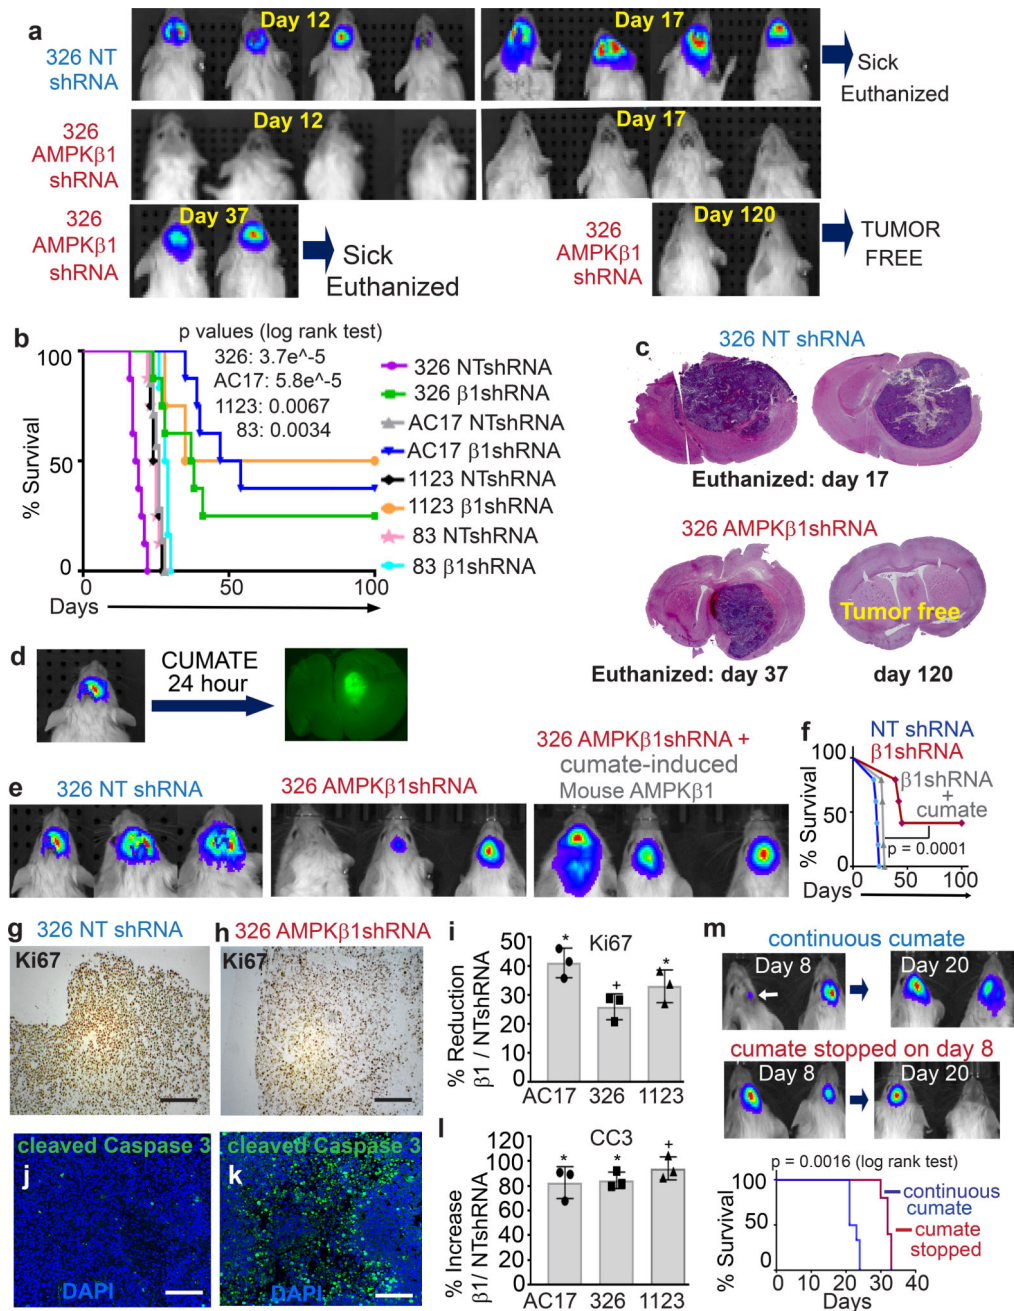 a
326 NT
shRNA
Day 12
Day 17
Sick
Euthanized
326
AMPKβ1
shRNA
Day 12
Day 17
326
AMPKβ1
shRNA
Day 37
Sick
Euthanized
326
AMPKβ1
shRNA
Day 120
TUMOR
FREE
b
p values (log rank test)
326: 3.7e^-5
AC17: 5.8e^-5
1123: 0.0067
83: 0.0034
% Survival
100
50
0
0
50
100
Days
326 NTshRNA
326 β1shRNA
AC17 NTshRNA
AC17 β1shRNA
1123 NTshRNA
1123 β1shRNA
83 NTshRNA
83 β1shRNA
c
326 NT shRNA
Euthanized: day 17
326 AMPKβ1shRNA
Tumor free
Euthanized: day 37
day 120
d
CUMATE
24 hour
e
326 NT shRNA
326 AMPKβ1shRNA
326 AMPKβ1shRNA +
cumate-induced
Mouse AMPKβ1
f
NT shRNA
β1shRNA
β1shRNA
+
cumate
p = 0.0001
% Survival
100
80
40
0
0
50
100
Days
g
326 NT shRNA
Ki67
h
326 AMPKβ1shRNA
Ki67
i
Ki67
% Reduction
β1 / NTshRNA
50
40
30
20
10
0
*
+
*
AC17
326
1123
cleaved Caspase 3
j
DAPI
cleaved Caspase 3
k
l
CC3
% Increase
β1/ NTshRNA
120
100
80
60
40
20
0
*
*
+
AC17
326
1123
m
continuous cumate
Day 8
Day 20
cumate stopped on day 8
Day 8
Day 20
p = 0.0016 (log rank test)
% Survival
100
50
0
continuous
cumate
cumate
stopped
0
20
40
Days